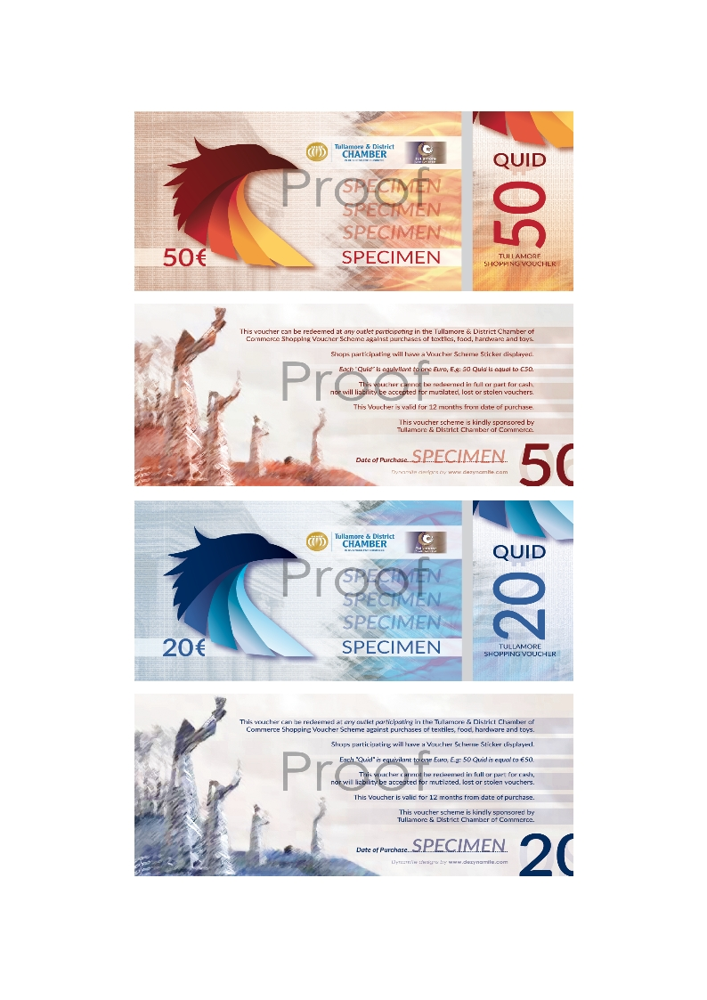 Tullamore & District
CHAMBER
Tullamore
Proof
SPECIMEN
SPECIMEN
SPECIMEN
SPECIMEN
50€
QUID
50
TULLAMORE
SHOPPING VOUCHER
This voucher can be redeemed at any outlet participating in the Tullamore & District Chamber of
Commerce Shopping Voucher Scheme against purchases of textiles, food, hardware and toys.
Shops participating will have a Voucher Scheme Sticker displayed.
Each "Quid" is equivilant to one Euro, E.g: 50 Quid is equal to €50.
Proof
This voucher cannot be redeemed in full or part for cash,
nor will liability be accepted for mutilated, lost or stolen vouchers.
This Voucher is valid for 12 months from date of purchase.
This voucher scheme is kindly sponsored by
Tullamore & District Chamber of Commerce.
Date of Purchase...SPECIMEN
Dynamite designs by www.dezynamite.com
50
Tullamore & District
CHAMBER
Tullamore
Proof
SPECIMEN
SPECIMEN
SPECIMEN
SPECIMEN
20€
QUID
20
TULLAMORE
SHOPPING VOUCHER
This voucher can be redeemed at any outlet participating in the Tullamore & District Chamber of
Commerce Shopping Voucher Scheme against purchases of textiles, food, hardware and toys.
Shops participating will have a Voucher Scheme Sticker displayed.
Each "Quid" is equivilant to one Euro, E.g: 50 Quid is equal to €50.
Proof
This voucher cannot be redeemed in full or part for cash,
nor will liability be accepted for mutilated, lost or stolen vouchers.
This Voucher is valid for 12 months from date of purchase.
This voucher scheme is kindly sponsored by
Tullamore & District Chamber of Commerce.
Date of Purchase...SPECIMEN
Dynamite designs by www.dezynamite.com
20